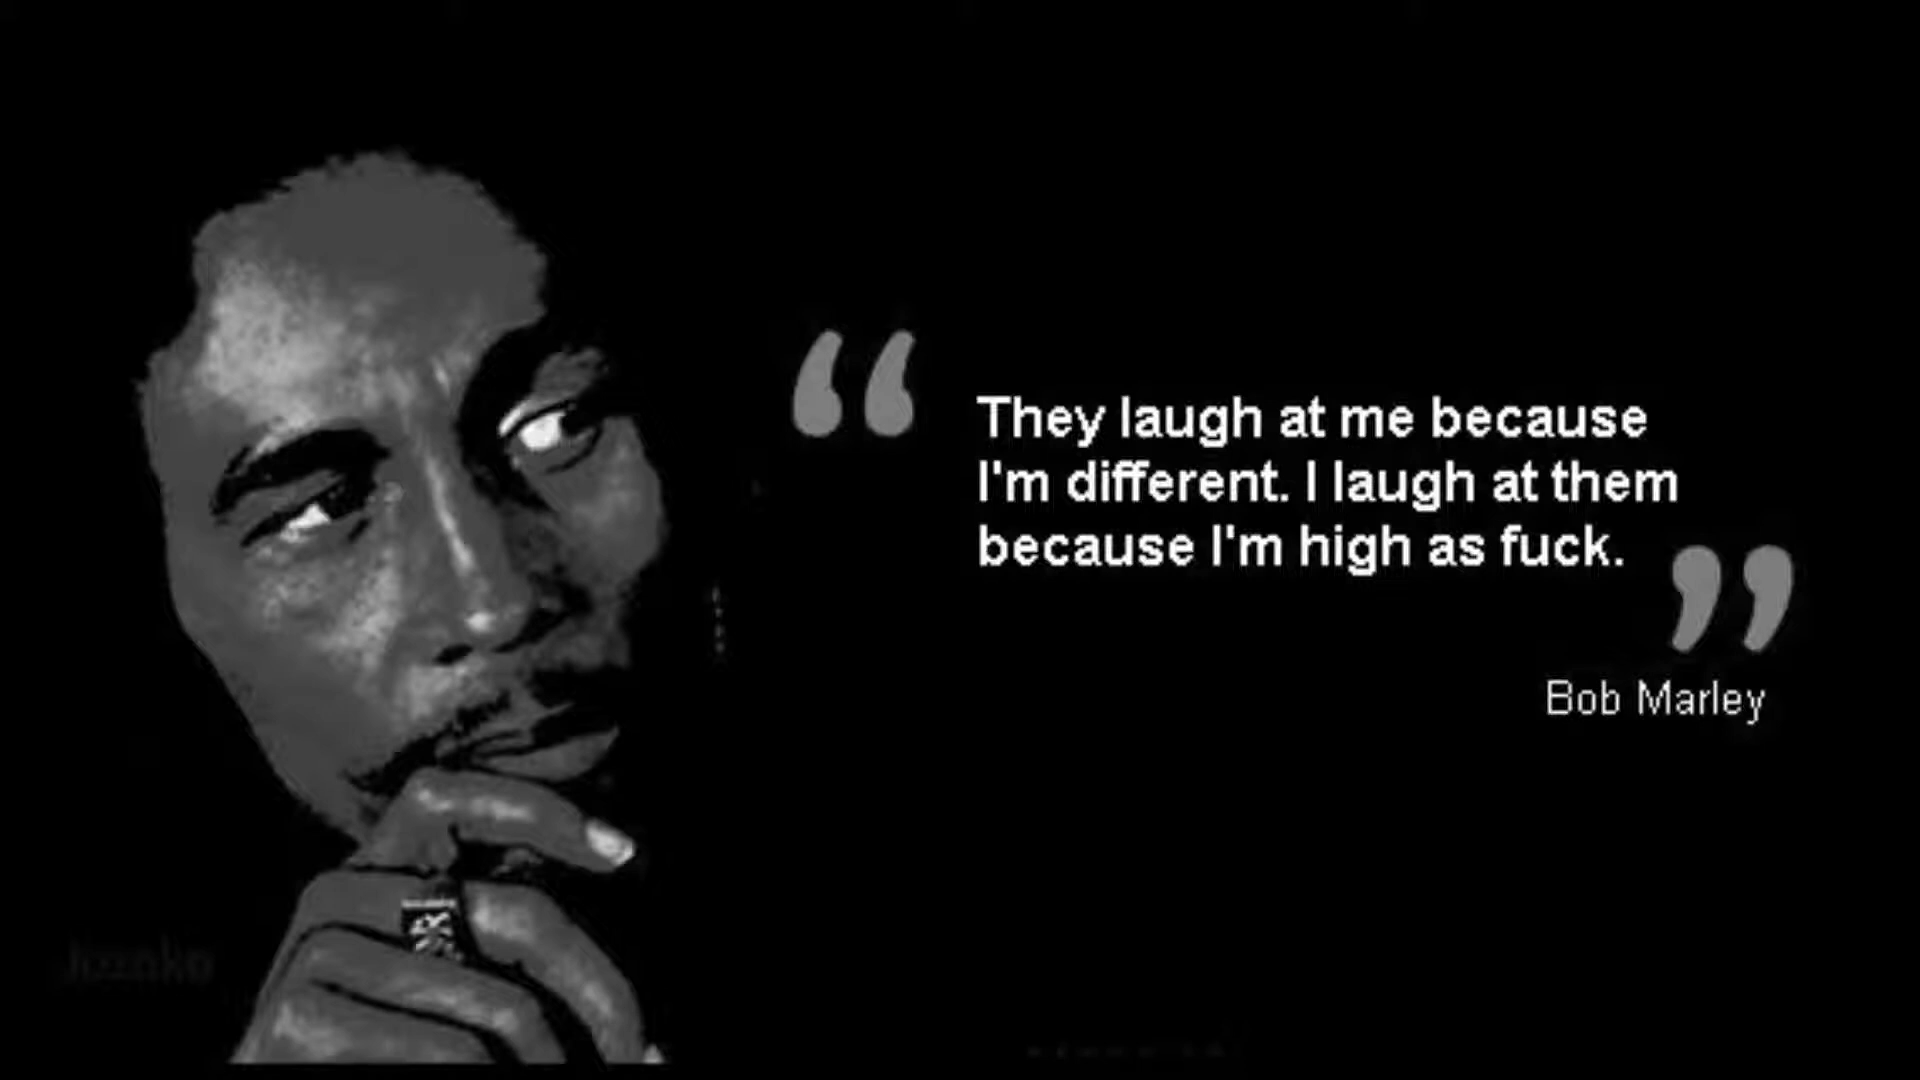 They laugh at me because
I'm different. I laugh at them
because I'm high as fuck.
Bob Marley